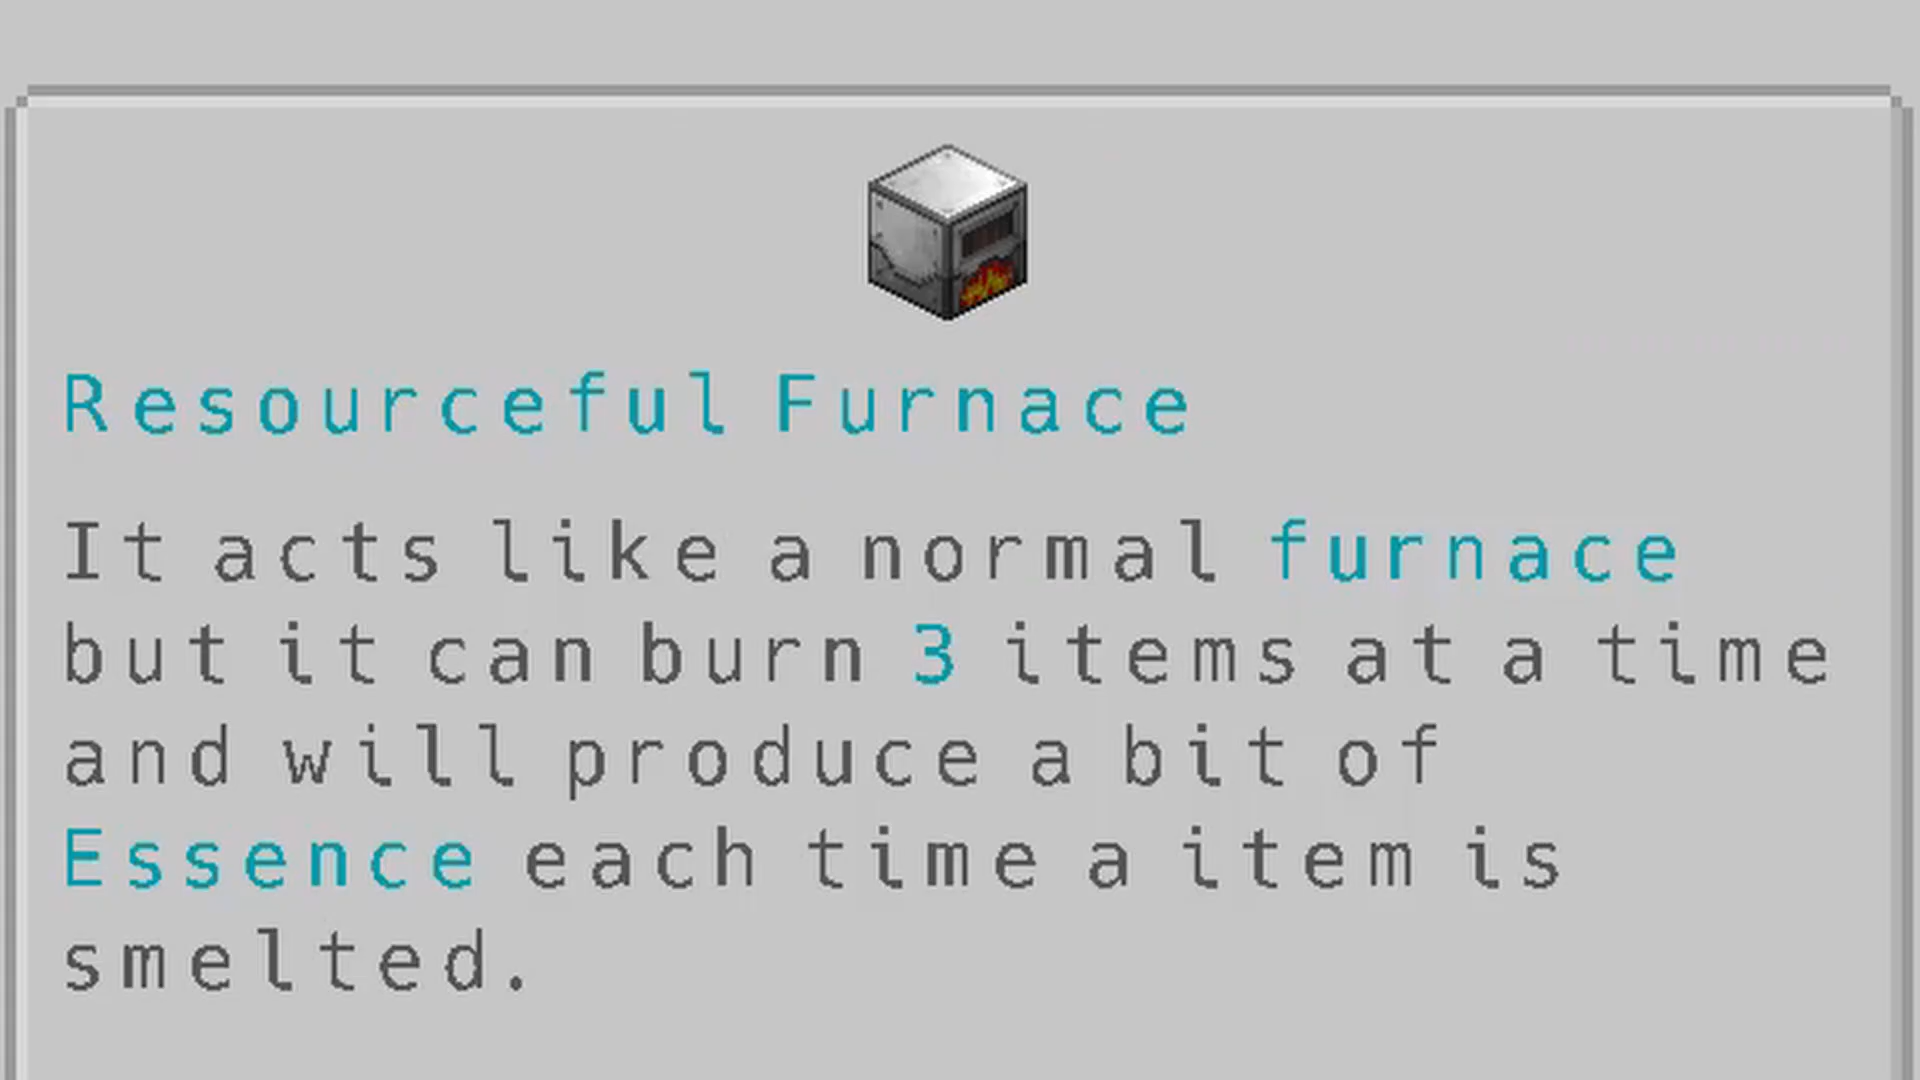 Resourceful Furnace
It acts like a normal furnace
but it can burn 3 items at a time
and will produce a bit of
Essence each time a item is
smelted.